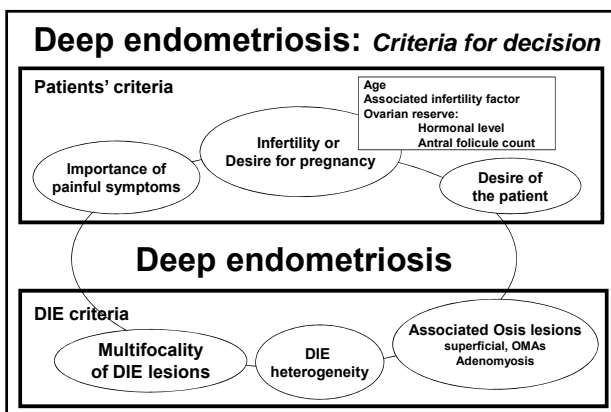 Deep endometriosis: Criteria for decision
Patients' criteria
Age
Associated infertility factor
Ovarian reserve:
Hormonal level
Antral folicule count
Infertility or
Desire for pregnancy
Importance of
painful symptoms
Desire of
the patient
Deep endometriosis
DIE criteria
Multifocality
of DIE lesions
DIE
heterogeneity
Associated Osis lesions
superficial, OMAs
Adenomyosis